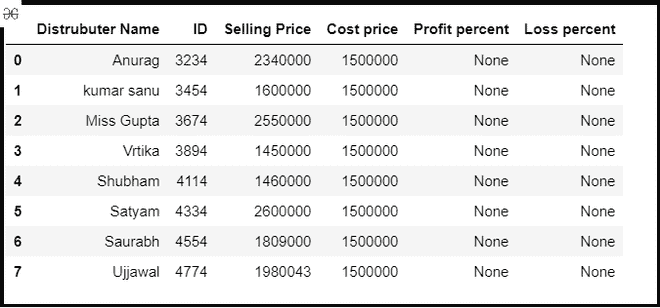 Distrubuter Name ID Selling Price Cost price Profit percent Loss percent
0 Anurag 3234 2340000 1500000 None None
1 kumar sanu 3454 1600000 1500000 None None
2 Miss Gupta 3674 2550000 1500000 None None
3 Vrtika 3894 1450000 1500000 None None
4 Shubham 4114 1460000 1500000 None None
5 Satyam 4334 2600000 1500000 None None
6 Saurabh 4554 1809000 1500000 None None
7 Ujjawal 4774 1980043 1500000 None None